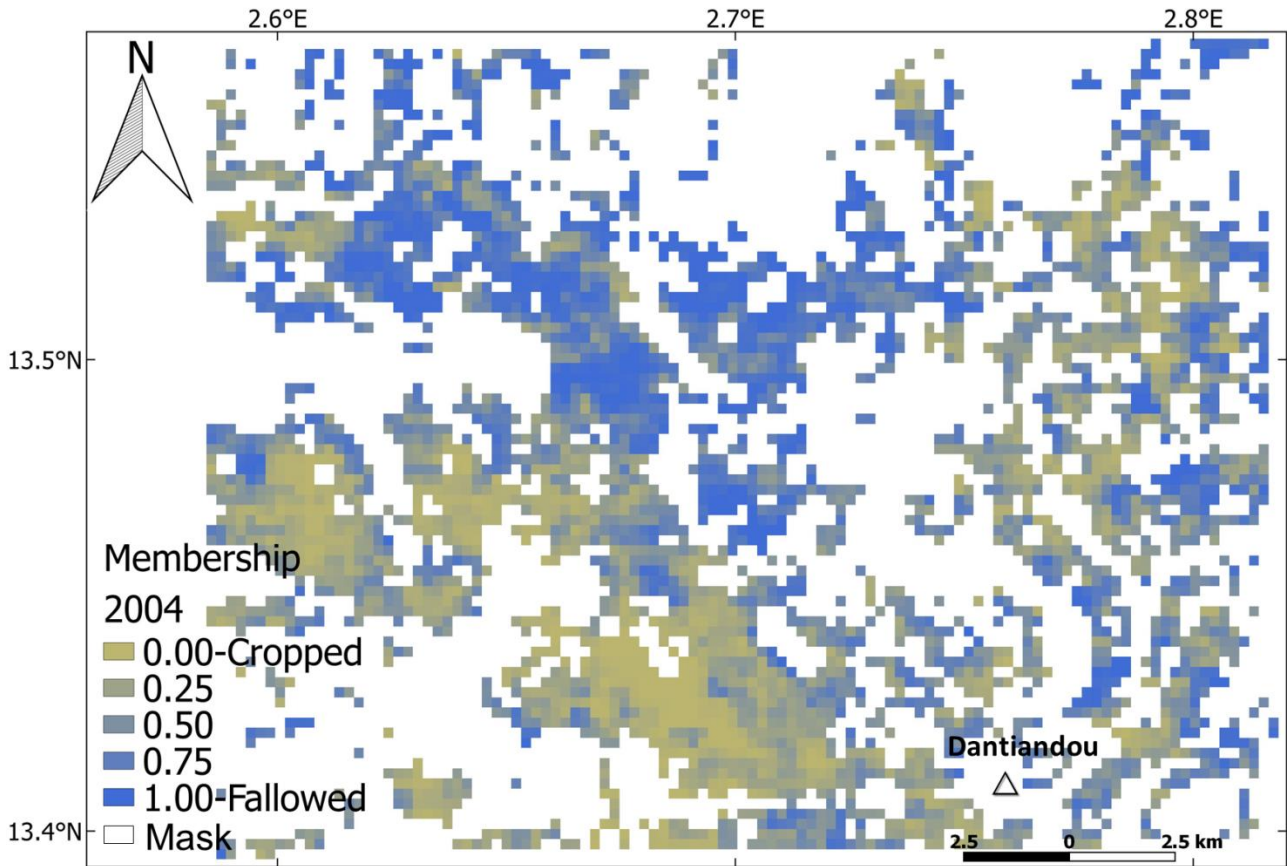 2.6°E 2.7°E 2.8°E
N
13.5°N
Membership
2004
0.00-Cropped
0.25
0.50
0.75
1.00-Fallowed
Mask
Dantiandou
13.4°N
2.5 0 2.5 km